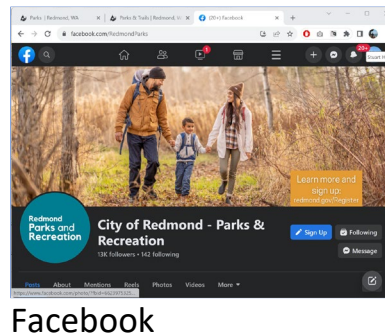 Parks | Redmond, WA
Parks & Trails | Redmond,
(20+) Facebook
facebook.com/RedmondParks
20+
Learn more and
sign up:
redmond.gov/Register
Redmond
Parks and
Recreation
City of Redmond - Parks &
Recreation
13K followers • 142 following
Sign Up
Following
Message
Posts About Mentions Reels Photos Videos More
Facebook